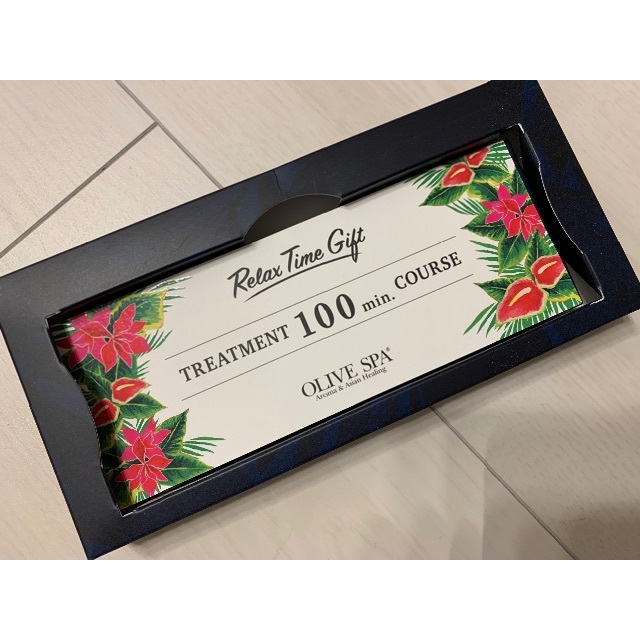 Relax Time Gift
TREATMENT 100 min. COURSE
OLIVE SPA®
Aroma & Asian Healing